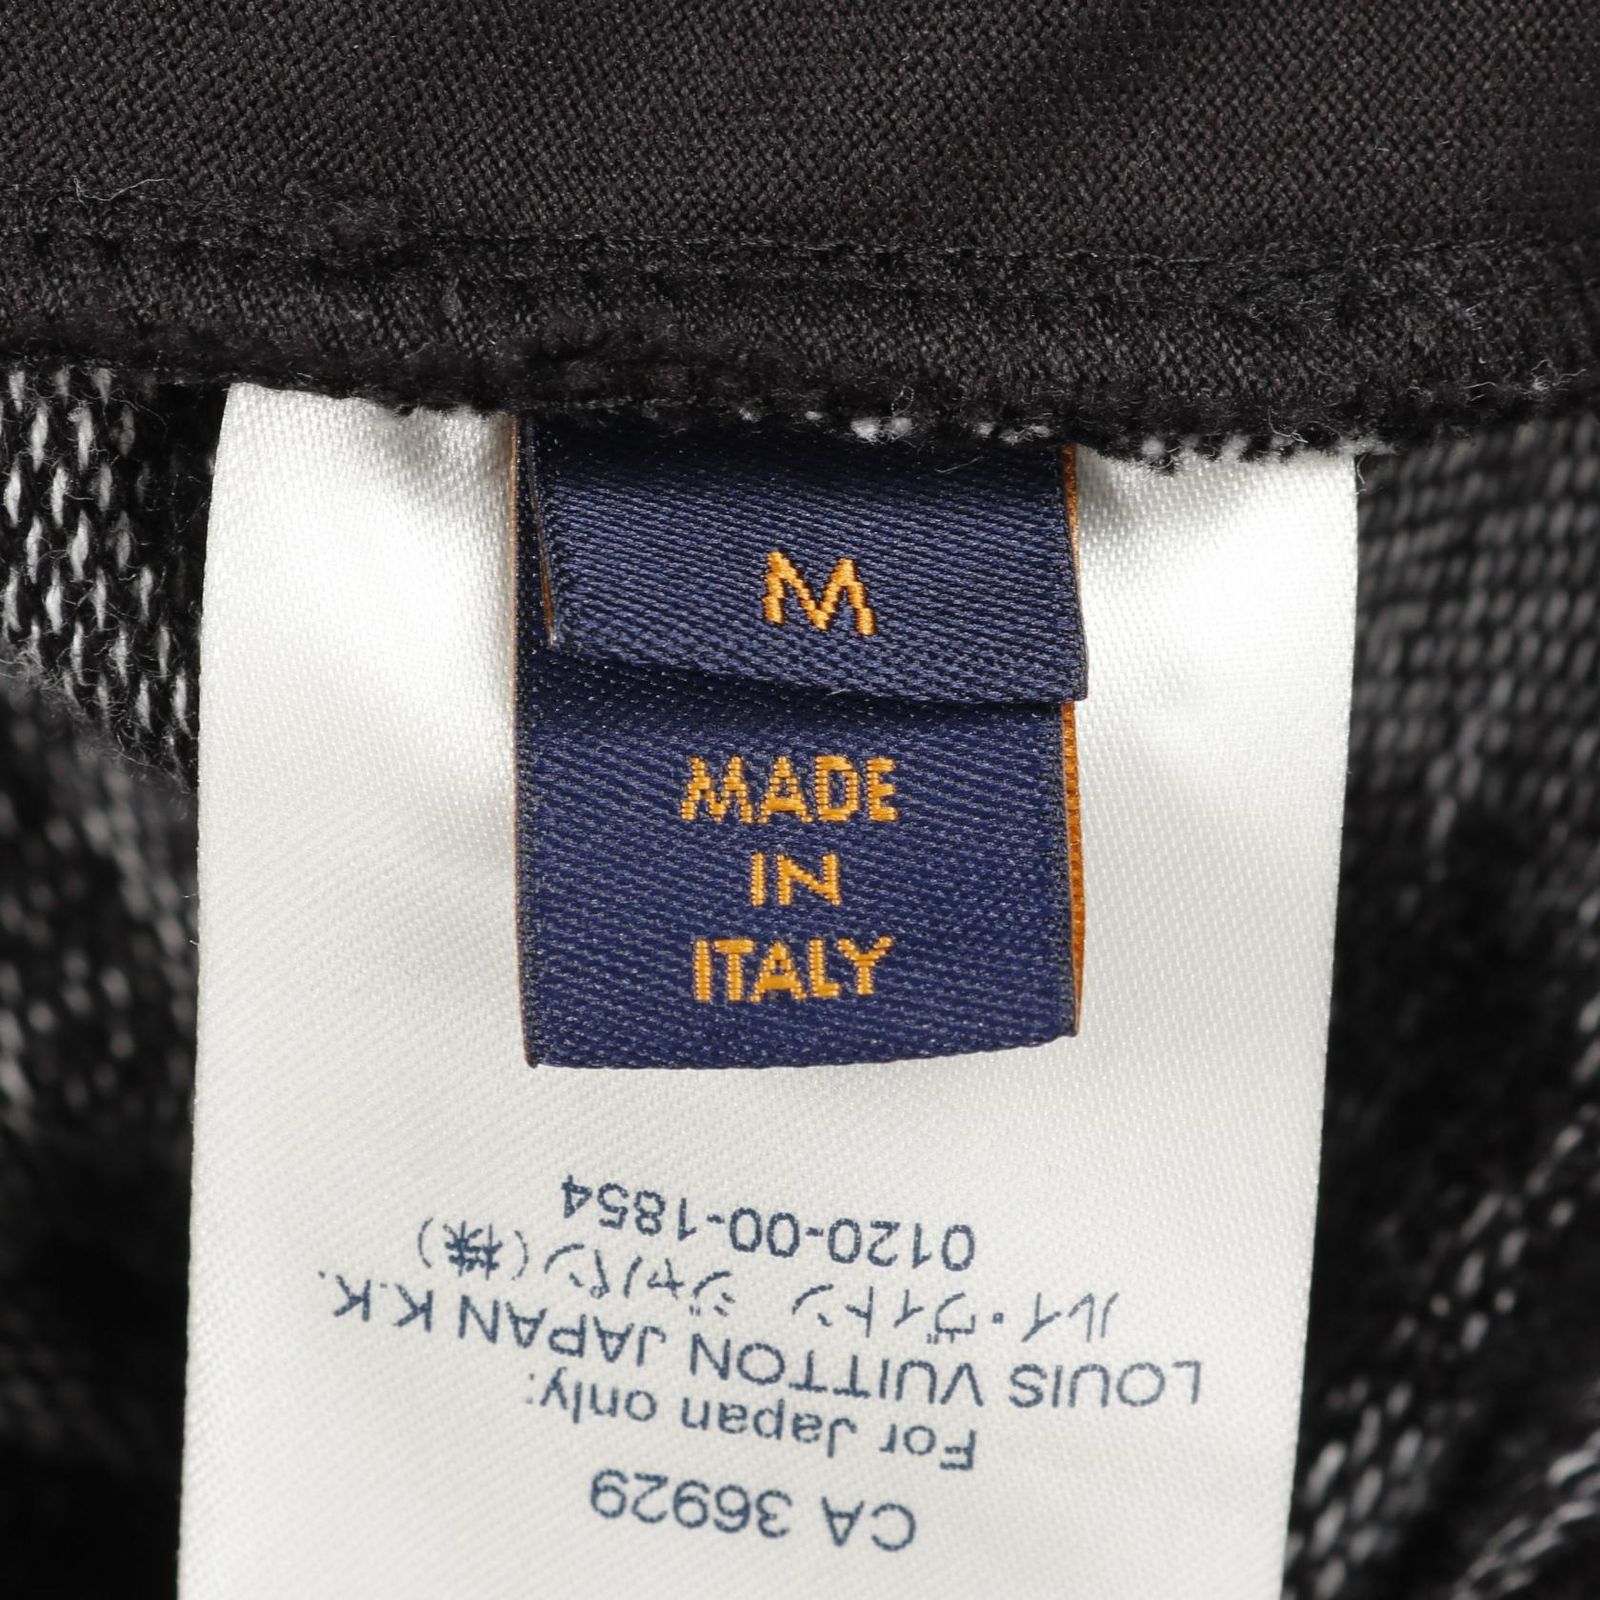 M
MADE
IN
ITALY
CA 36929
For Japan only:
LOUIS VUITTON JAPAN K.K.
ルイ・ヴィトン ジャパン(株)
0120-00-1854